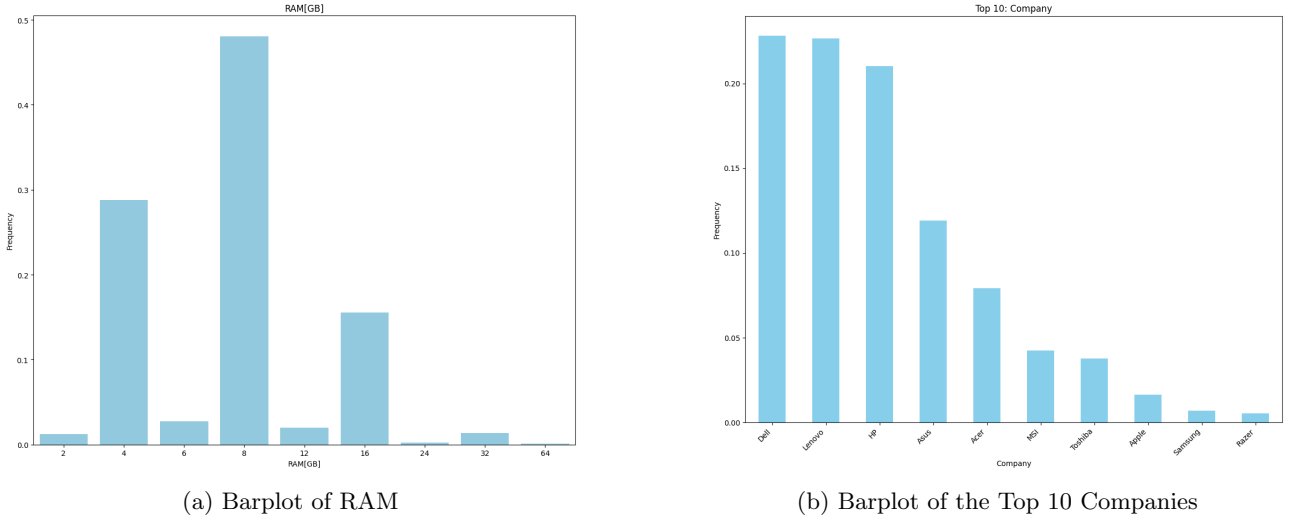 RAM[GB]
0.5
0.4
0.3
0.2
0.1
0.0
Frequency
2 4 6 8 12 16 24 32 64
RAM[GB]
(a) Barplot of RAM
Top 10: Company
0.20
0.15
0.10
0.05
0.00
Frequency
Dell Lenovo HP Asus Acer MSI Toshiba Apple Samsung Razer
Company
(b) Barplot of the Top 10 Companies